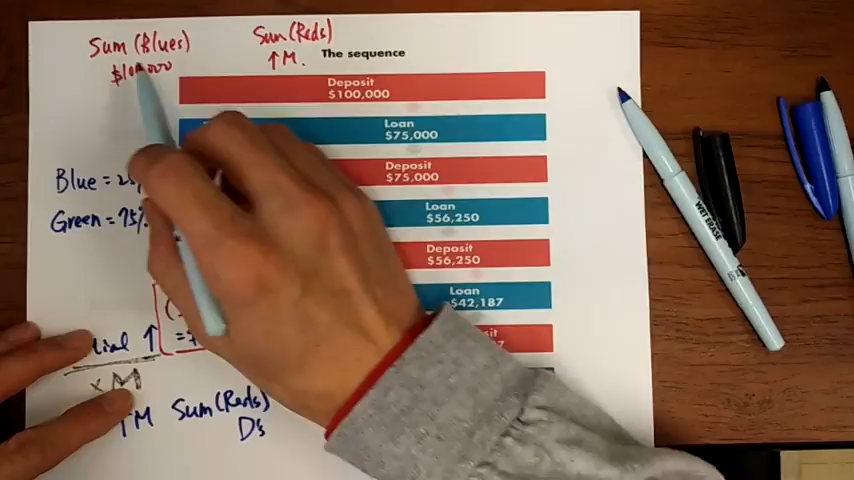 Sum (Blues)
Sum (Reds)
↑M.
The sequence
Deposit
$100,000
Loan
$75,000
Deposit
$75,000
Blue =
Loan
$56,250
Green = 75%
Deposit
$56,250
Loan
$42,187
↑
xM
↑M
Sum (Reds)
D's
WET ERASE